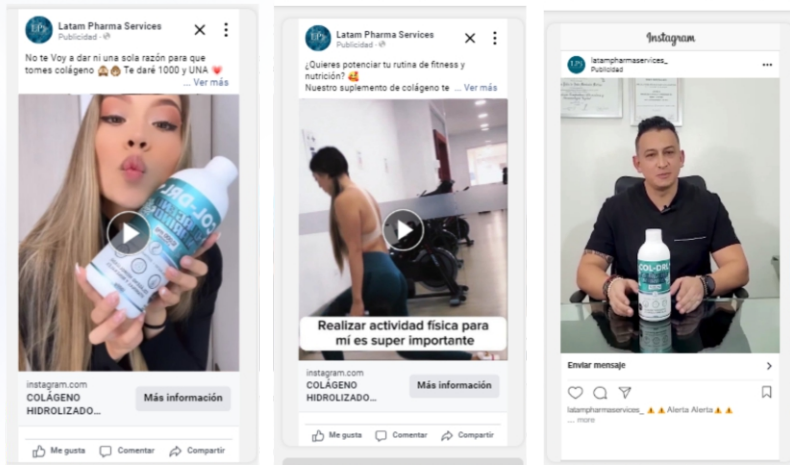 Latam Pharma Services
Publicidad ·
No te Voy a dar ni una sola razón para que
tomes colágeno Te daré 1000 y UNA
... Ver más
COL-DRL
instagram.com
COLÁGENO
HIDROLIZADO...
Más información
Me gusta
Comentar
Compartir
Latam Pharma Services
Publicidad ·
¿Quieres potenciar tu rutina de fitness y
nutrición?
Nuestro suplemento de colágeno te ... Ver más
Realizar actividad física para
mí es super importante
instagram.com
COLÁGENO
HIDROLIZADO...
Más información
Me gusta
Comentar
Compartir
Instagram
latampharmaservices_
Publicidad
COL-DRL
Enviar mensaje
latampharmaservices_ Alerta Alerta
... more